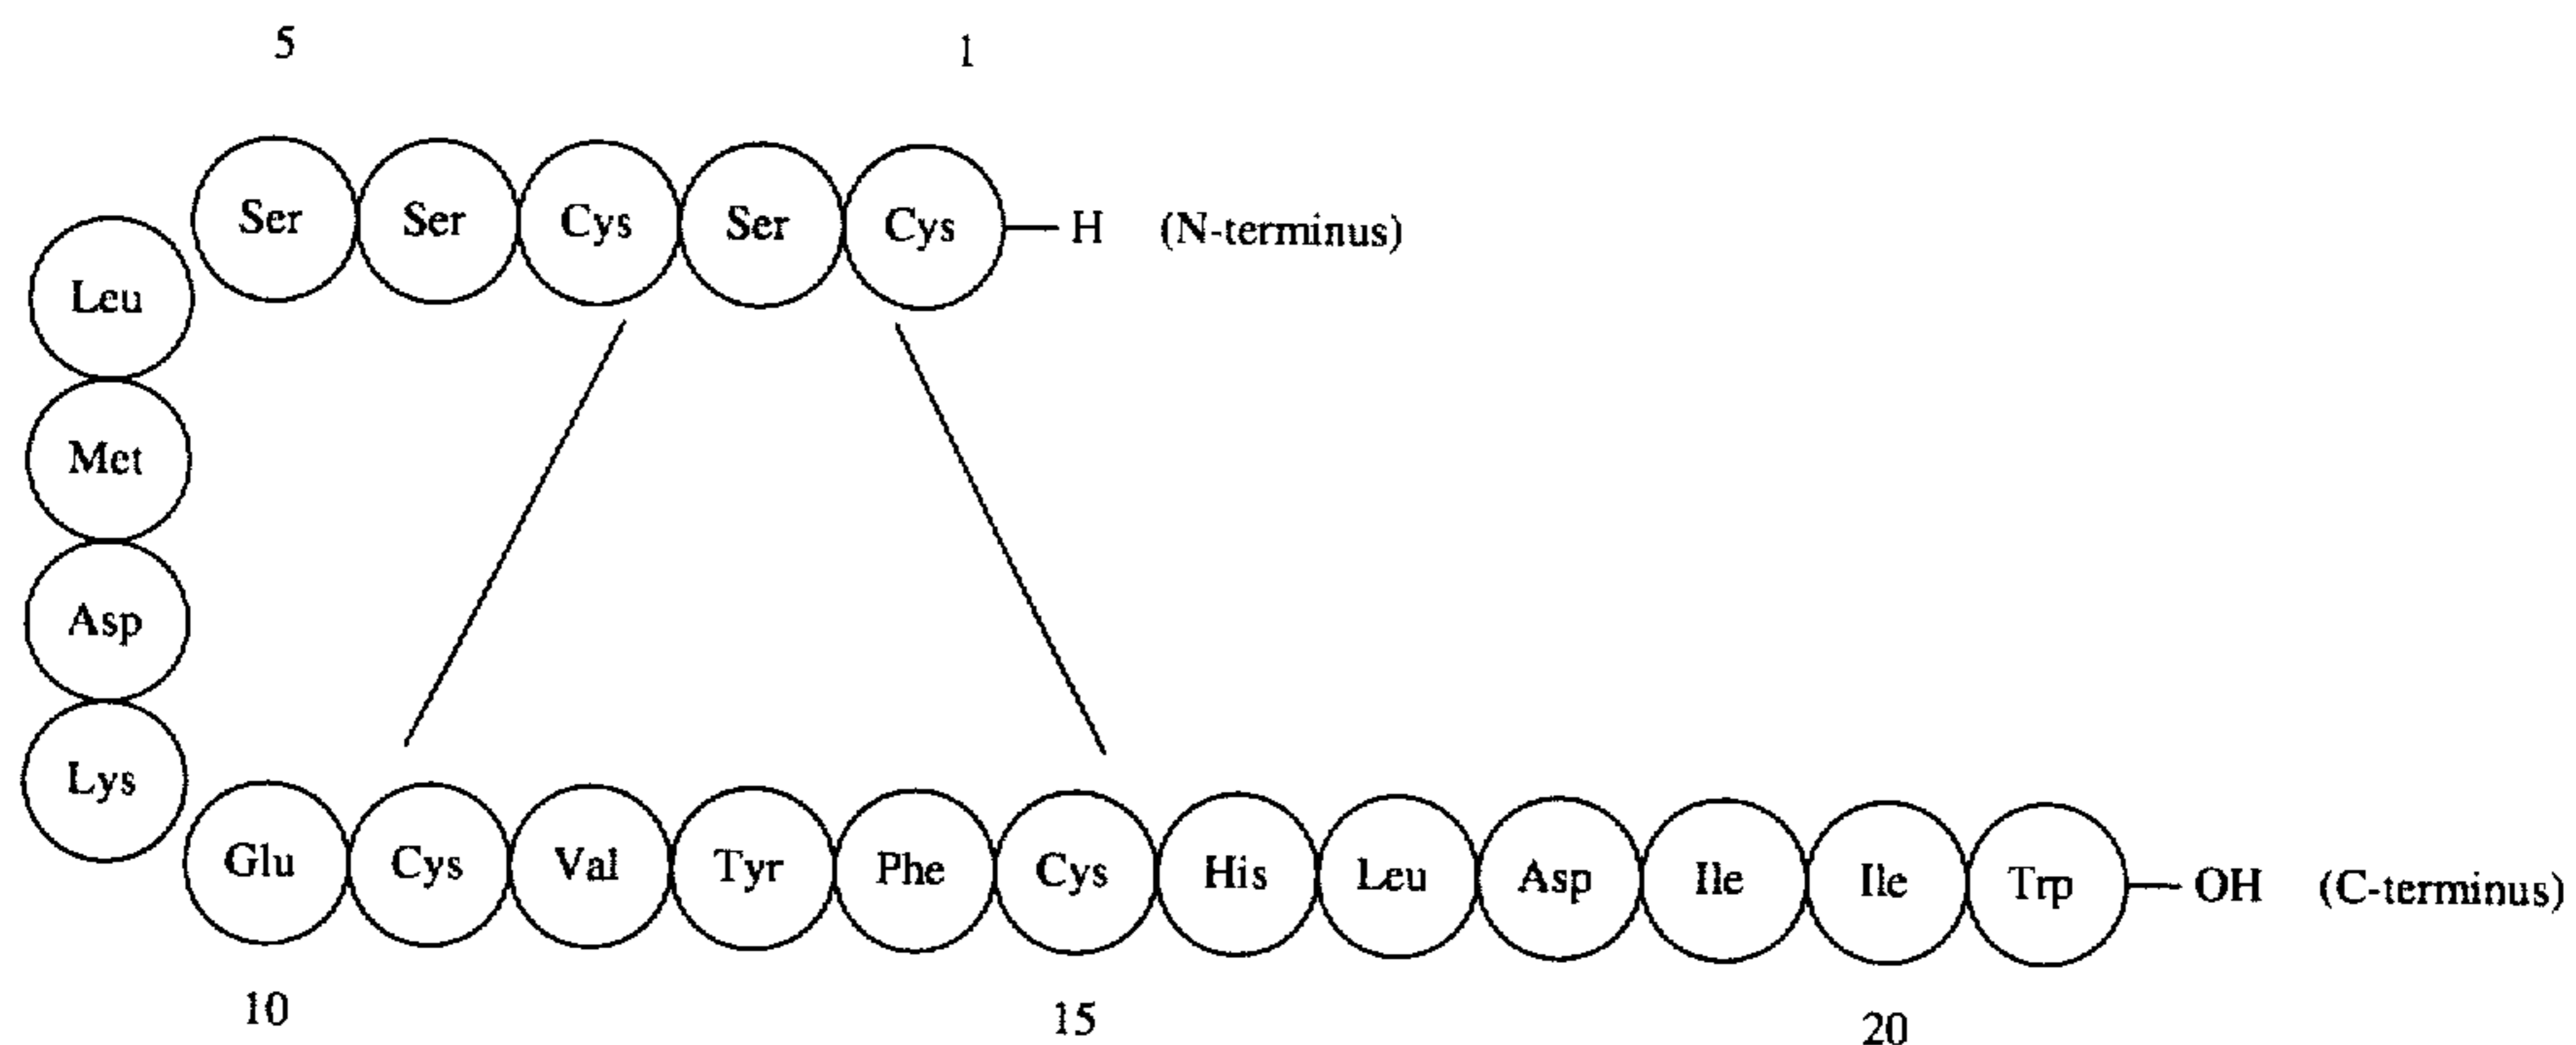 5 1
Ser Ser Cys Ser Cys H (N-terminus)
Leu
Met
Asp
Lys
Glu Cys Val Tyr Phe Cys His Leu Asp Ile Ile Trp OH (C-terminus)
10 15 20